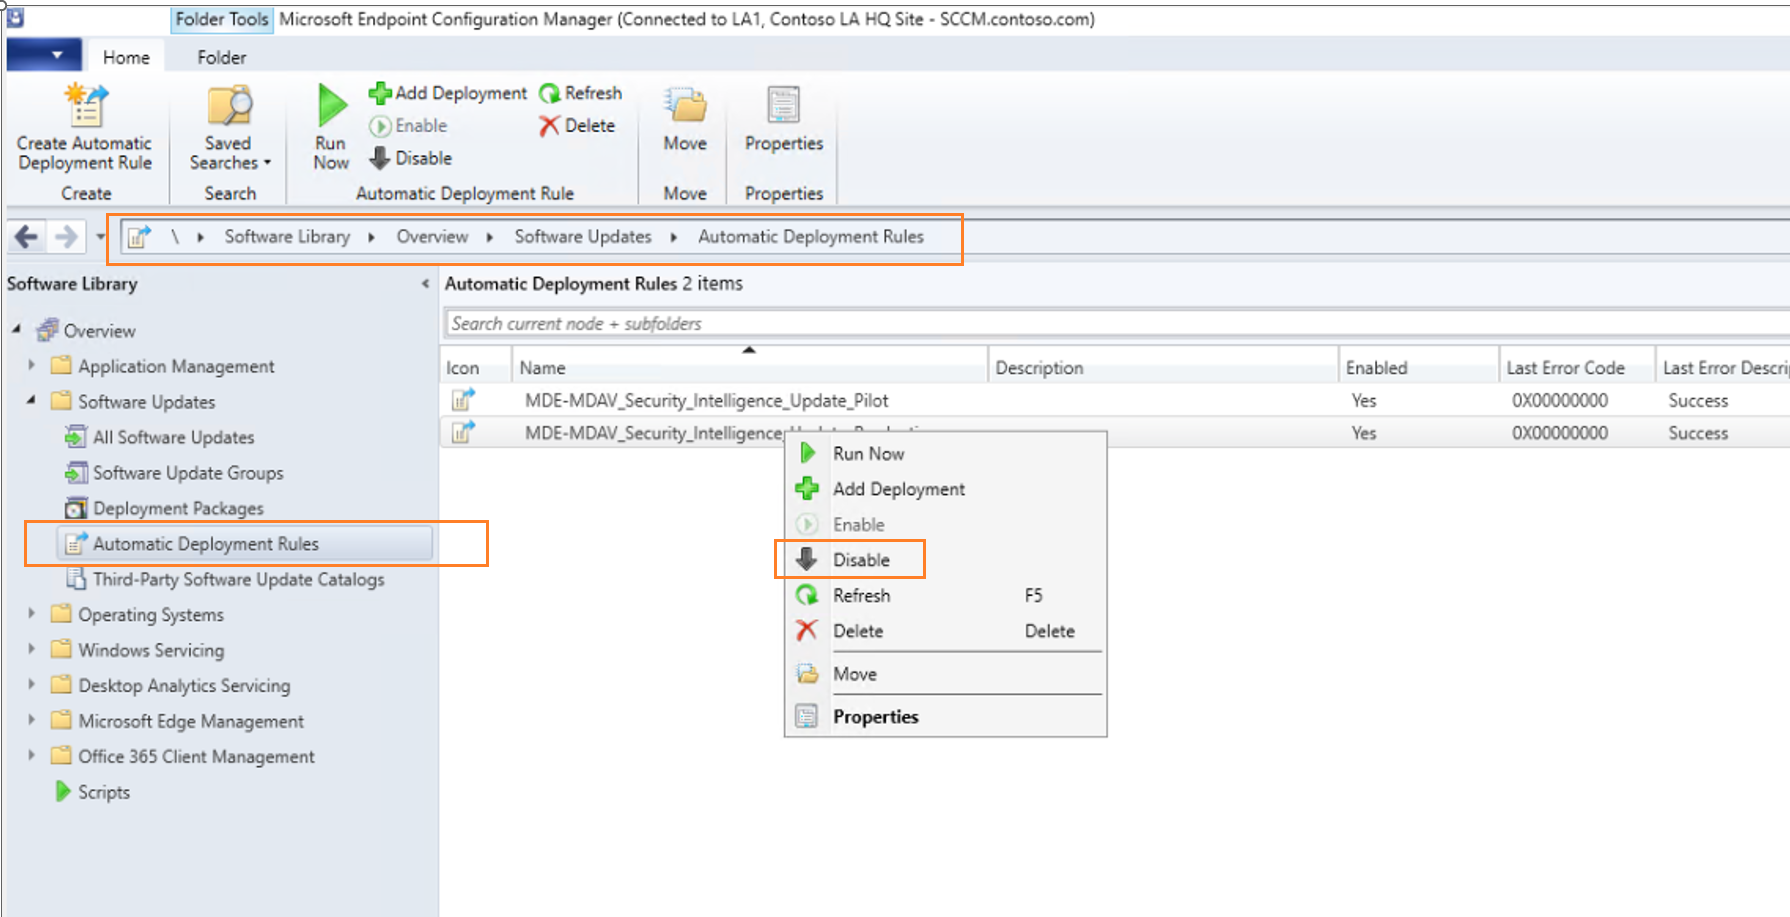 Folder Tools Microsoft Endpoint Configuration Manager (Connected to LA1, Contoso LA HQ Site - SCCM.contoso.com)
Home Folder
Create Automatic Deployment Rule
Create
Saved Searches
Search
Run Now
Add Deployment
Enable
Disable
Refresh
Delete
Automatic Deployment Rule
Move
Move
Properties
Properties
\ Software Library Overview Software Updates Automatic Deployment Rules
Software Library
Overview
Application Management
Software Updates
All Software Updates
Software Update Groups
Deployment Packages
Automatic Deployment Rules
Third-Party Software Update Catalogs
Operating Systems
Windows Servicing
Desktop Analytics Servicing
Microsoft Edge Management
Office 365 Client Management
Scripts
Automatic Deployment Rules 2 items
Search current node + subfolders
Icon Name Description Enabled Last Error Code Last Error
MDE-MDAV_Security_Intelligence_Update_Pilot Yes 0X00000000 Success
MDE-MDAV_Security_Intelligence Yes 0X00000000 Success
Run Now
Add Deployment
Enable
Disable
Refresh F5
Delete Delete
Move
Properties